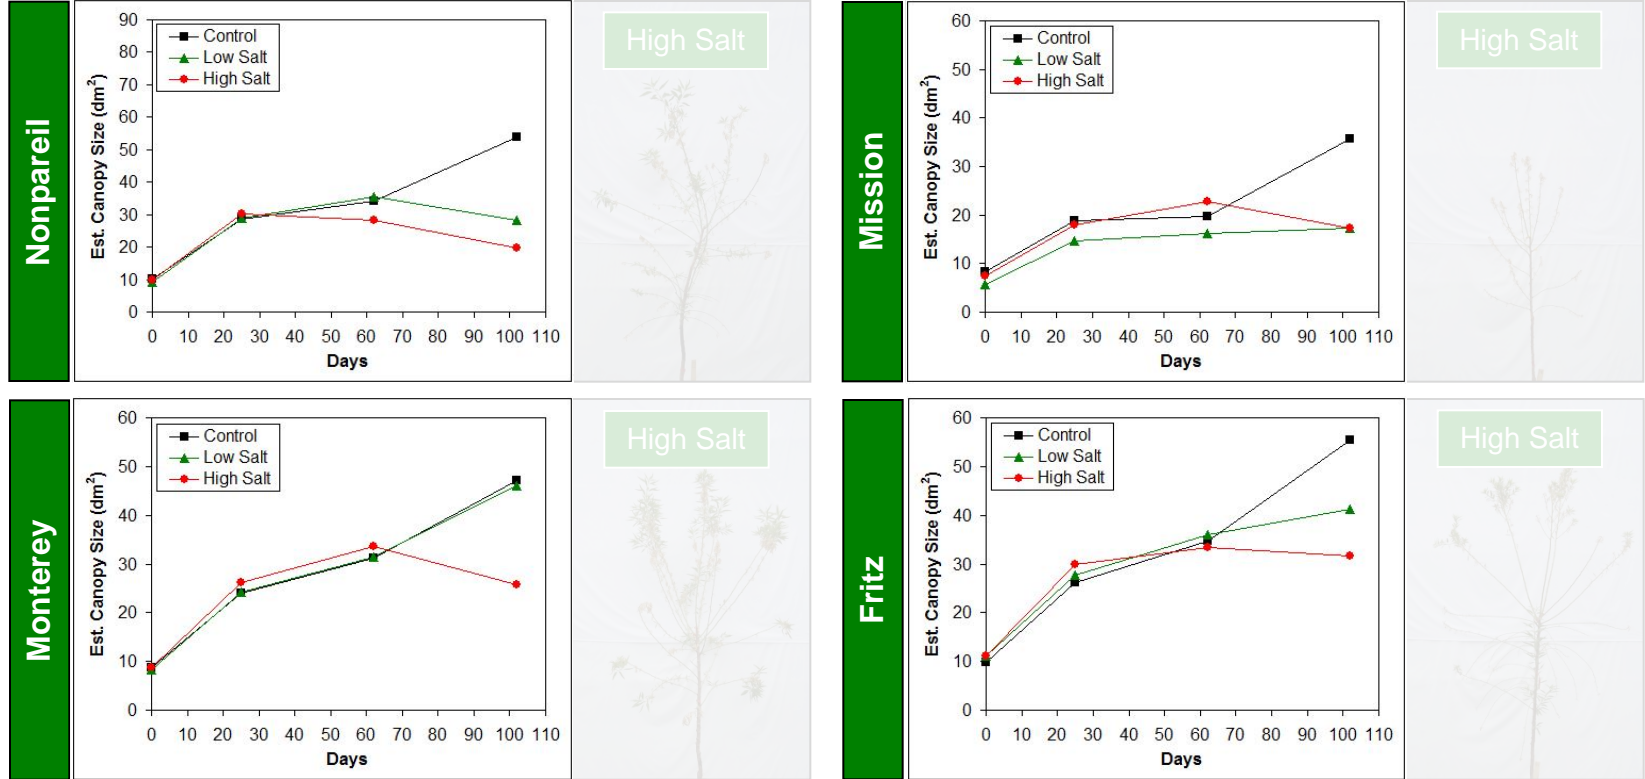 Nonpareil
90
80
70
60
50
40
30
20
10
0
Est. Canopy Size (dm²)
Control
Low Salt
High Salt
0 10 20 30 40 50 60 70 80 90 100 110
Days
High Salt
Mission
60
50
40
30
20
10
0
Est. Canopy Size (dm²)
Control
Low Salt
High Salt
0 10 20 30 40 50 60 70 80 90 100 110
Days
High Salt
Monterey
60
50
40
30
20
10
0
Est. Canopy Size (dm²)
Control
Low Salt
High Salt
0 10 20 30 40 50 60 70 80 90 100 110
Days
High Salt
Fritz
60
50
40
30
20
10
0
Est. Canopy Size (dm²)
Control
Low Salt
High Salt
0 10 20 30 40 50 60 70 80 90 100 110
Days
High Salt